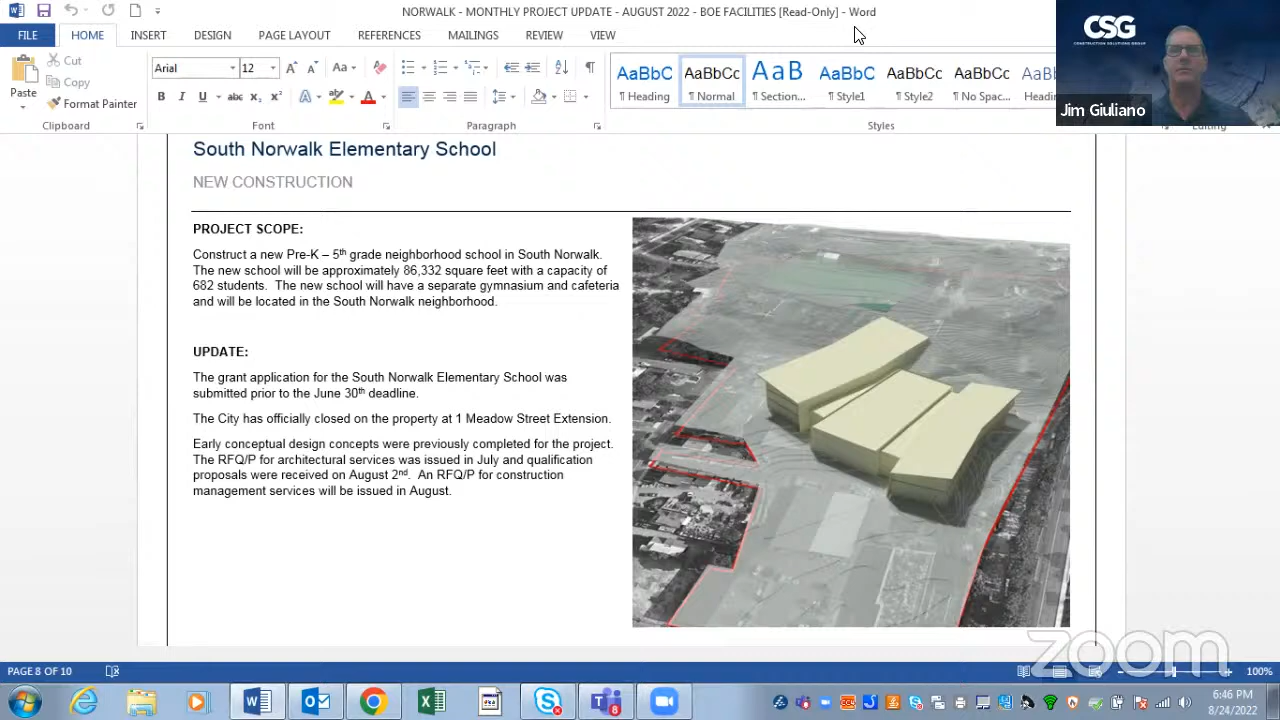 NORWALK - MONTHLY PROJECT UPDATE - AUGUST 2022 - BOE FACILITIES [Read-Only] - Word
FILE HOME INSERT DESIGN PAGE LAYOUT REFERENCES MAILINGS REVIEW VIEW
Cut
Copy
Paste
Format Painter
Clipboard
Arial 12
Font
Paragraph
AaBbC AaBbCc AaB AaBbCc AaBbCc AaBbCc AaBb
¶ Heading ¶ Normal ¶ Section... ¶ Style1 ¶ Style2 ¶ No Spac...
Styles
Editing
CSG
CONSTRUCTION SOLUTIONS GROUP
Jim Giuliano
South Norwalk Elementary School
NEW CONSTRUCTION
PROJECT SCOPE:
Construct a new Pre-K – 5th grade neighborhood school in South Norwalk.
The new school will be approximately 86,332 square feet with a capacity of
682 students. The new school will have a separate gymnasium and cafeteria
and will be located in the South Norwalk neighborhood.
UPDATE:
The grant application for the South Norwalk Elementary School was
submitted prior to the June 30th deadline.
The City has officially closed on the property at 1 Meadow Street Extension.
Early conceptual design concepts were previously completed for the project.
The RFQ/P for architectural services was issued in July and qualification
proposals were received on August 2nd. An RFQ/P for construction
management services will be issued in August.
zoom
PAGE 8 OF 10
100%
6:46 PM
8/24/2022